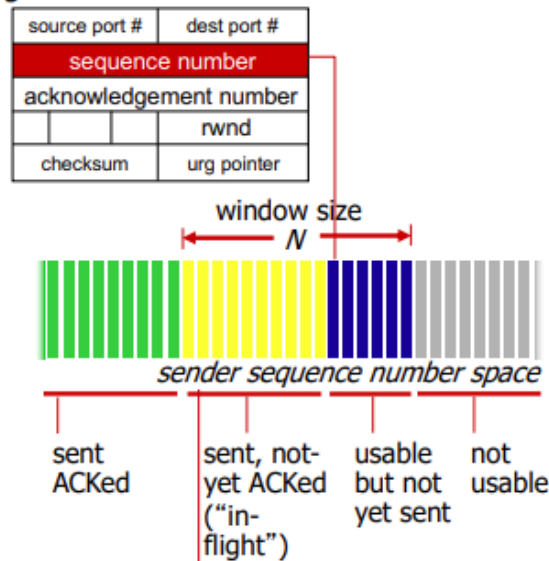 source port # dest port #
sequence number
acknowledgement number
rwnd
checksum urg pointer
window size
N
sender sequence number space
sent
ACKed
sent, not-
yet ACKed
("in-
flight")
usable
but not
yet sent
not
usable